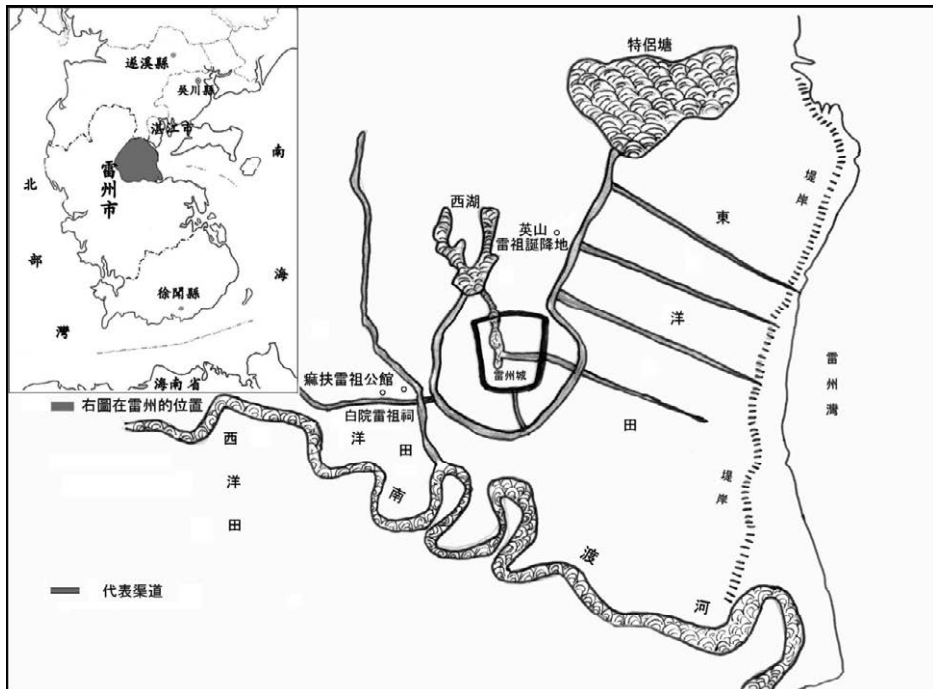 遂溪縣
吳川縣
湛江市
雷州市
南海
北部灣
徐聞縣
海南省
右圖在雷州的位置
代表渠道
特侶塘
西湖
英山
雷祖誕降地
雷州城
痲扶雷祖公館
白院雷祖祠
東洋田
洋田
西洋田
南渡河
堤岸
堤岸
雷州灣